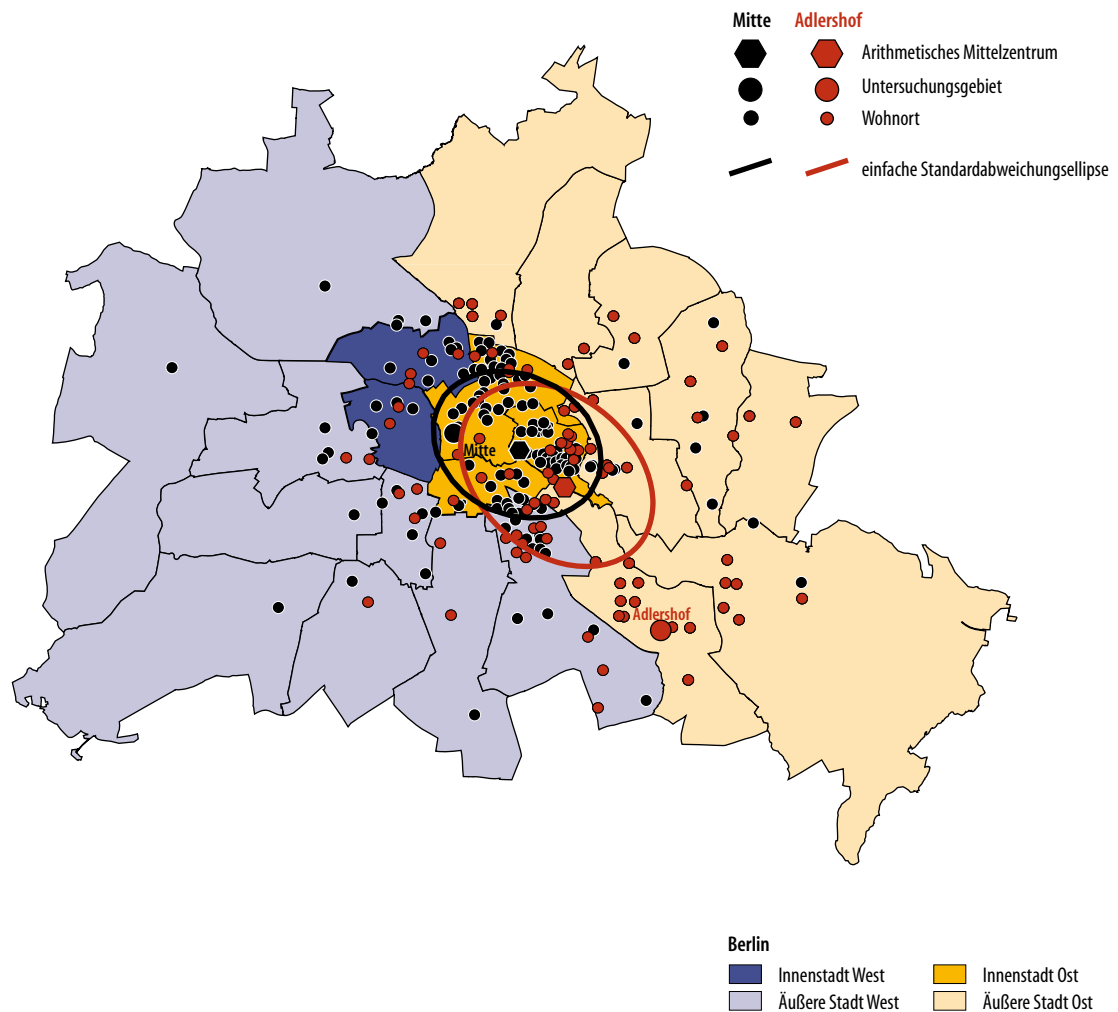 Mitte Adlershof
Arithmetisches Mittelzentrum
Untersuchungsgebiet
Wohnort
einfache Standardabweichungsellipse
Mitte
Adlershof
Berlin
Innenstadt West
Innenstadt Ost
Äußere Stadt West
Äußere Stadt Ost